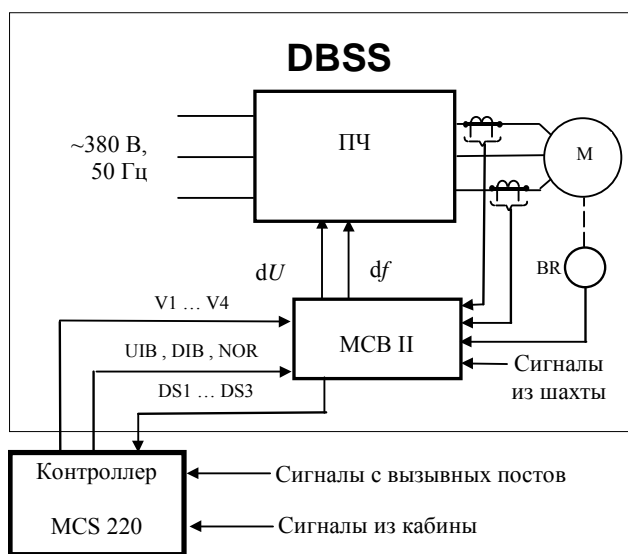 DBSS
~380 В,
50 Гц
ПЧ
М
dU
df
BR
V1 … V4
UIB , DIB , NOR
DS1 … DS3
МСВ II
Сигналы
из шахты
Контроллер
MCS 220
Сигналы с вызывных постов
Сигналы из кабины